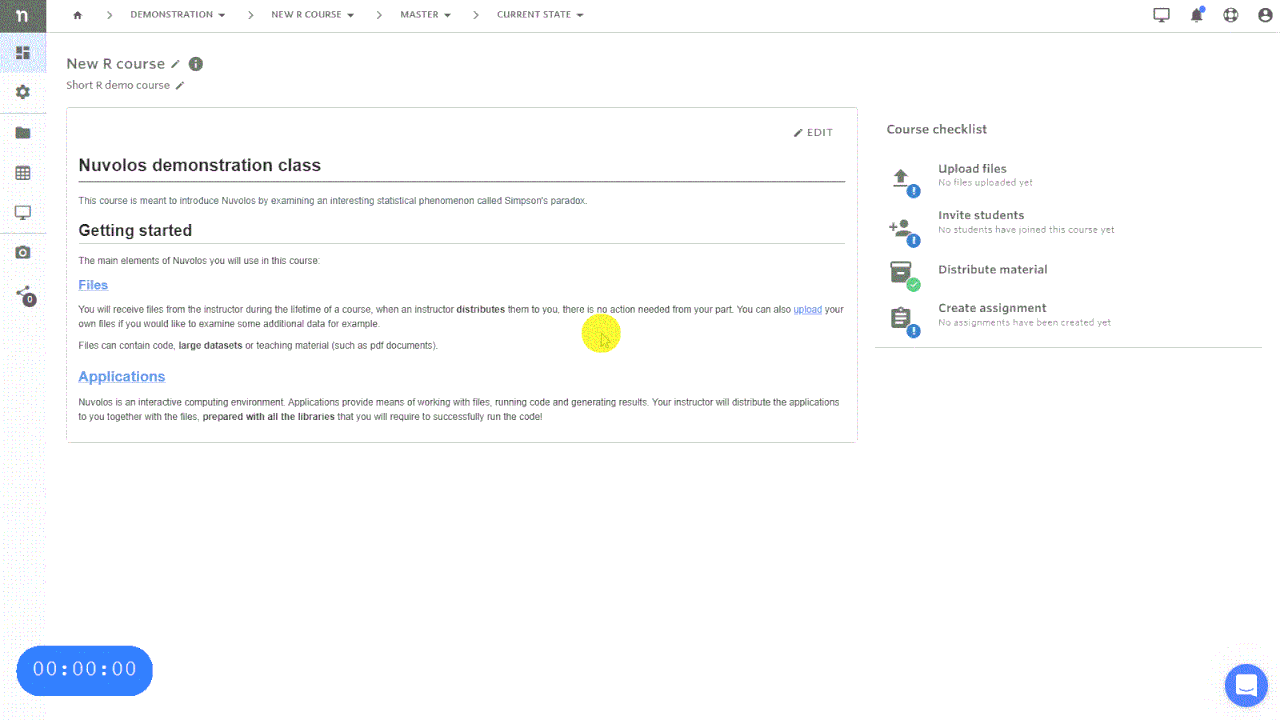 n DEMONSTRATION NEW R COURSE MASTER CURRENT STATE
New R course
Short R demo course
EDIT
Nuvolos demonstration class
This course is meant to introduce Nuvolos by examining an interesting statistical phenomenon called Simpson's paradox.
Getting started
The main elements of Nuvolos you will use in this course:
Files
You will receive files from the instructor during the lifetime of a course, when an instructor distributes them to you, there is no action needed from your part. You can also upload your
own files if you would like to examine some additional data for example.
Files can contain code, large datasets or teaching material (such as pdf documents).
Applications
Nuvolos is an interactive computing environment. Applications provide means of working with files, running code and generating results. Your instructor will distribute the applications
to you together with the files, prepared with all the libraries that you will require to successfully run the code!
Course checklist
Upload files
No files uploaded yet
Invite students
No students have joined this course yet
Distribute material
Create assignment
No assignments have been created yet
0
00:00:00